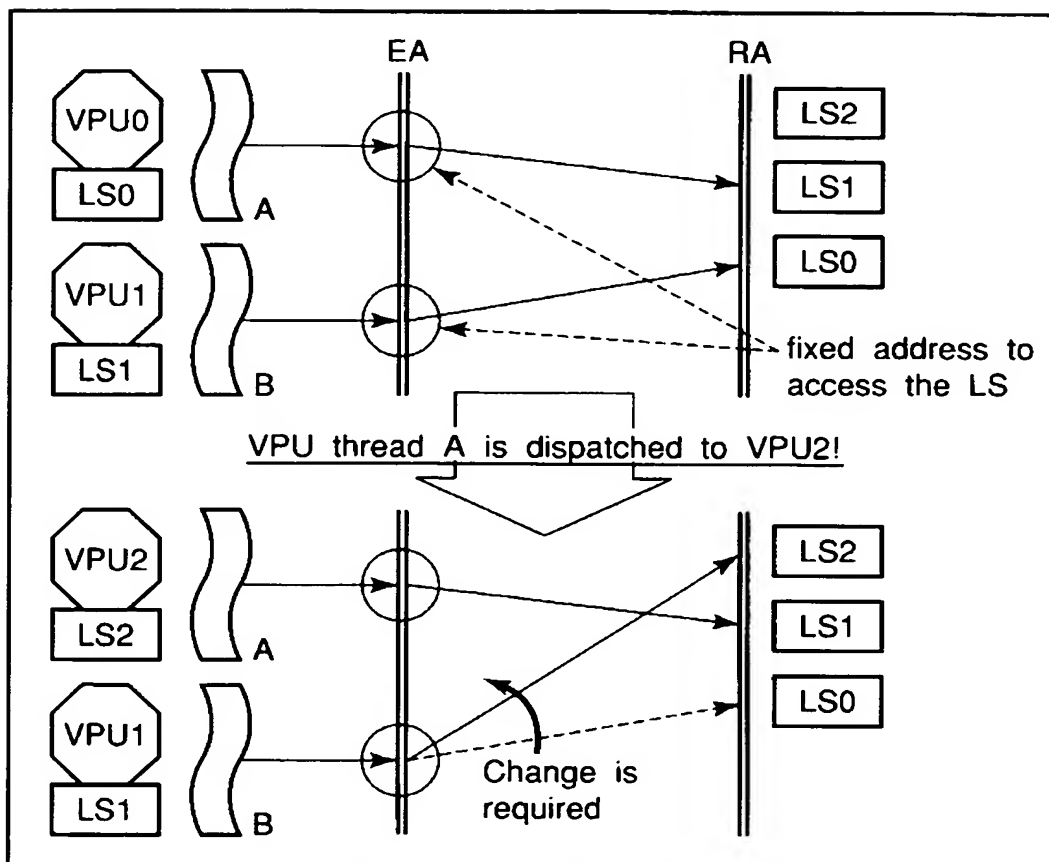 EA
RA
VPU0
LS0
A
LS2
LS1
LS0
VPU1
LS1
B
fixed address to
access the LS
VPU thread A is dispatched to VPU2!
VPU2
LS2
A
LS2
LS1
LS0
VPU1
LS1
B
Change is
required